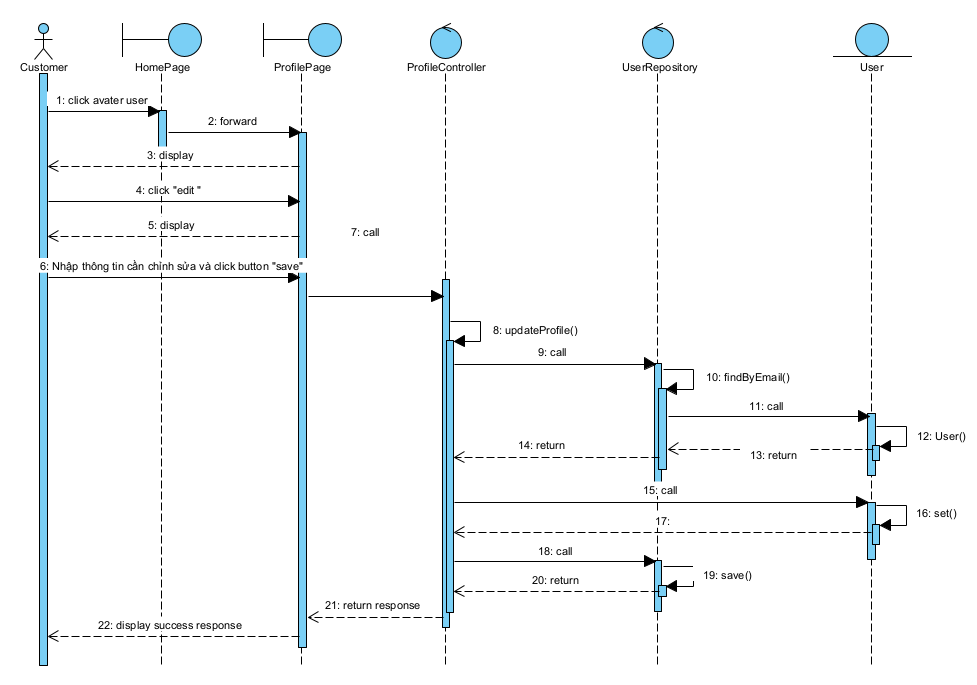 Customer
HomePage
ProfilePage
ProfileController
UserRepository
User
1: click avater user
2: forward
3: display
4: click "edit "
5: display
7: call
6: Nhập thông tin cần chỉnh sửa và click button "save"
8: updateProfile()
9: call
10: findByEmail()
11: call
12: User()
13: return
14: return
15: call
16: set()
17:
18: call
19: save()
20: return
21: return response
22: display success response